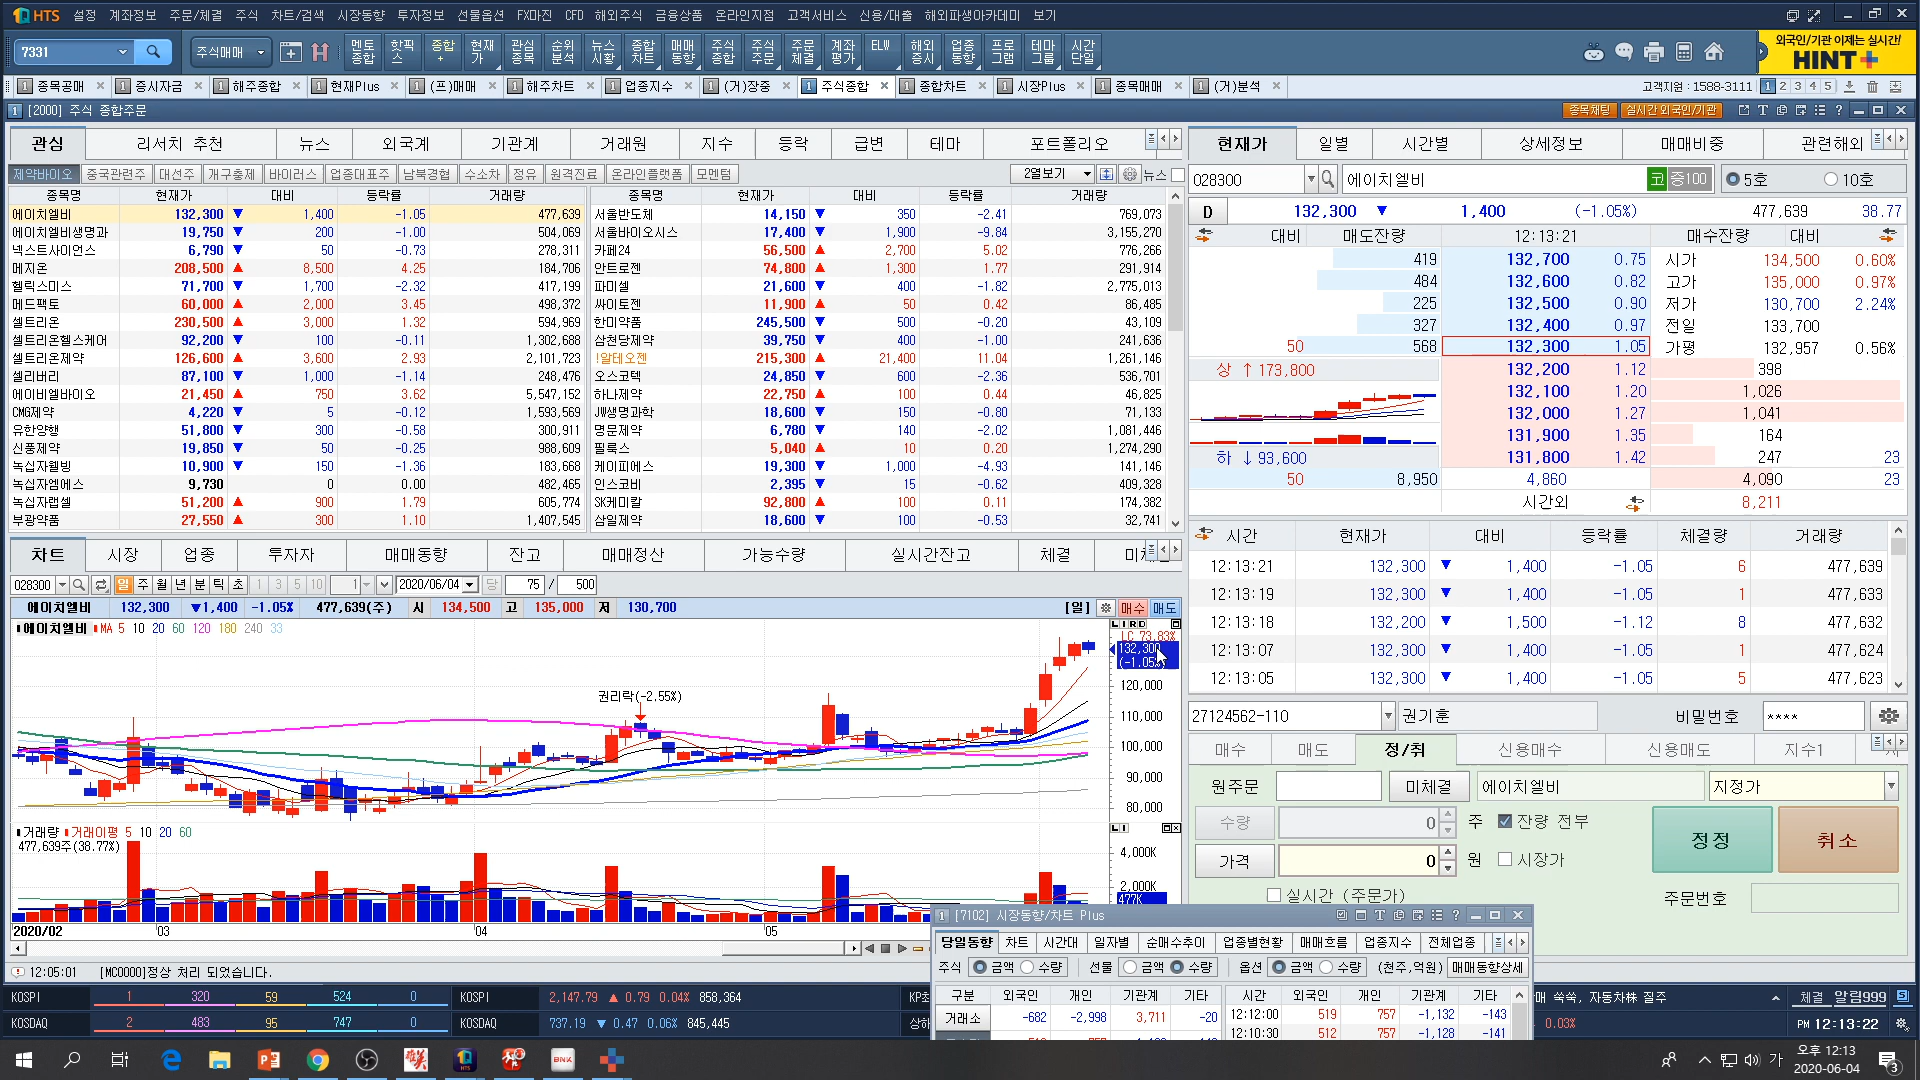 HTS 설정 계좌정보 주문/체결 주식 차트/검색 시장동향 투자정보 선물옵션 FX마진 CFD 해외주식 금융상품 온라인지점 고객서비스 신용/대출 해외파생아카데미 보기
7331 주식매매 멘토종합 핫픽스 종합+ 현재가 관심종목 순위분석 뉴스시황 종합차트 매매동향 주식종합 주식주문 주문체결 계좌평가 ELW 해외증시 업종동향 프로그램 테마그룹 시간단일
외국인/기관 이제는 실시간! HINT+
1 종목공매 1 증시자금 1 해주종합 1 현재Plus 1 (프)매매 1 해주차트 1 업종지수 1 (거)장중 1 주식종합 1 종합차트 1 시장Plus 1 종목매매 1 (거)분석 고객지원 : 1588-3111 1 2 3 4 5
1 [2000] 주식 종합주문 종목채팅 실시간 외국인/기관
관심 리서치 추천 뉴스 외국계 기관계 거래원 지수 등락 급변 테마 포트폴리오
제약바이오 중국관련주 대선주 개구충제 바이러스 업종대표주 남북경협 수소차 정유 원격진료 온라인플랫폼 모멘텀 2열보기 뉴스
종목명 현재가 대비 등락률 거래량 종목명 현재가 대비 등락률 거래량
에이치엘비 132,300 ▼ 1,400 -1.05 477,639 서울반도체 14,150 ▼ 350 -2.41 769,073
에이치엘비생명과 19,750 ▼ 200 -1.00 504,069 서울바이오시스 17,400 ▼ 1,900 -9.84 3,155,270
넥스트사이언스 6,790 ▼ 50 -0.73 278,311 카페24 56,500 ▲ 2,700 5.02 776,266
메지온 208,500 ▲ 8,500 4.25 184,706 안트로젠 74,800 ▲ 1,300 1.77 291,914
헬릭스미스 71,700 ▼ 1,700 -2.32 417,199 파미셀 21,600 ▼ 400 -1.82 2,775,013
메드팩토 60,000 ▲ 2,000 3.45 498,372 싸이토젠 11,900 ▲ 50 0.42 86,485
셀트리온 230,500 ▲ 3,000 1.32 594,969 한미약품 245,500 ▼ 500 -0.20 43,109
셀트리온헬스케어 92,200 ▼ 100 -0.11 1,302,688 삼천당제약 39,750 ▼ 400 -1.00 241,636
셀트리온제약 126,600 ▲ 3,600 2.93 2,101,723 !알테오젠 215,300 ▲ 21,400 11.04 1,261,146
셀리버리 87,100 ▼ 1,000 -1.14 248,476 오스코텍 24,850 ▼ 600 -2.36 536,701
에이비엘바이오 21,450 ▲ 750 3.62 5,547,152 하나제약 22,750 ▲ 100 0.44 46,825
CMG제약 4,220 ▼ 5 -0.12 1,593,569 JW생명과학 18,600 ▼ 150 -0.80 71,133
유한양행 51,800 ▼ 300 -0.58 300,911 명문제약 6,780 ▼ 140 -2.02 1,081,446
신풍제약 19,850 ▼ 50 -0.25 988,609 필룩스 5,040 ▲ 10 0.20 1,274,290
녹십자웰빙 10,900 ▼ 150 -1.36 183,668 케이피에스 19,300 ▼ 1,000 -4.93 141,146
녹십자엠에스 9,730 0 0.00 482,465 인스코비 2,395 ▼ 15 -0.62 409,328
녹십자랩셀 51,200 ▲ 900 1.79 605,774 SK케미칼 92,800 ▲ 100 0.11 174,382
부광약품 27,550 ▲ 300 1.10 1,407,545 삼일제약 18,600 ▼ 100 -0.53 32,741
차트 시장 업종 투자자 매매동향 잔고 매매정산 가능수량 실시간잔고 체결
028300 일 주 월 년 분 틱 초 1 3 5 10 1 2020/06/04 당 75 / 500
에이치엘비 132,300 ▼1,400 -1.05% 477,639(주) 시 134,500 고 135,000 저 130,700 [일] 매수 매도
에이치엘비 MA 5 10 20 60 120 180 240 33
LC 73.83%
132,300
(-1.05%)
권리락(-2.55%)
120,000
110,000
100,000
90,000
80,000
거래량 거래이평 5 10 20 60
477,639주(38.77%)
4,000K
2,000K
477K
2020/02 03 04 05
12:05:01 [MC0000]정상 처리 되었습니다.
현재가 일별 시간별 상세정보 매매비중 관련해외
028300 에이치엘비 코 중100 5호 10호
D 132,300 ▼ 1,400 (-1.05%) 477,639 38.77
대비 매도잔량 12:13:21 매수잔량 대비
419 132,700 0.75 시가 134,500 0.60%
484 132,600 0.82 고가 135,000 0.97%
225 132,500 0.90 저가 130,700 2.24%
327 132,400 0.97 전일 133,700
50 568 132,300 1.05 가평 132,957 0.56%
상 ↑ 173,800 132,200 1.12 398
132,100 1.20 1,026
132,000 1.27 1,041
131,900 1.35 164
하 ↓ 93,600 131,800 1.42 247 23
50 8,950 4,860 4,090 23
시간외 8,211
시간 현재가 대비 등락률 체결량 거래량
12:13:21 132,300 ▼ 1,400 -1.05 6 477,639
12:13:19 132,300 ▼ 1,400 -1.05 1 477,633
12:13:18 132,200 ▼ 1,500 -1.12 8 477,632
12:13:07 132,300 ▼ 1,400 -1.05 1 477,624
12:13:05 132,300 ▼ 1,400 -1.05 5 477,623
27124562-110 권기훈 비밀번호 ****
매수 매도 정/취 신용매수 신용매도 지수1
원주문 미체결 에이치엘비 지정가
수량 0 주 잔량 전부 정정 취소
가격 0 원 시장가
실시간 (주문가) 주문번호
1 [7102] 시장동향/차트 Plus
당일동향 차트 시간대 일자별 순매수추이 업종별현황 매매흐름 업종지수 전체업종
주식 금액 수량 선물 금액 수량 옵션 금액 수량 (천주,억원) 매매동향상세
구분 외국인 개인 기관계 기타 시간 외국인 개인 기관계 기타
거래소 -682 -2,998 3,711 -20 12:12:00 519 757 -1,132 -143
12:10:30 512 757 -1,128 -141
KOSPI 1 320 59 524 0 KOSPI 2,147.79 ▲ 0.79 0.04% 858,364
쑥쑥, 자동차株 질주 체결 알림999
KOSDAQ 2 483 95 747 0 KOSDAQ 737.19 ▼ 0.47 0.06% 845,445
0.03% PM 12:13:22
가 오후 12:13
2020-06-04
3